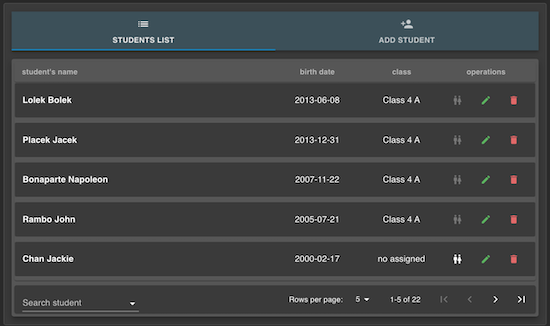 STUDENTS LIST ADD STUDENT
student's name birth date class operations
Lolek Bolek 2013-06-08 Class 4 A
Placek Jacek 2013-12-31 Class 4 A
Bonaparte Napoleon 2007-11-22 Class 4 A
Rambo John 2005-07-21 Class 4 A
Chan Jackie 2000-02-17 no assigned
Search student Rows per page: 5 1-5 of 22